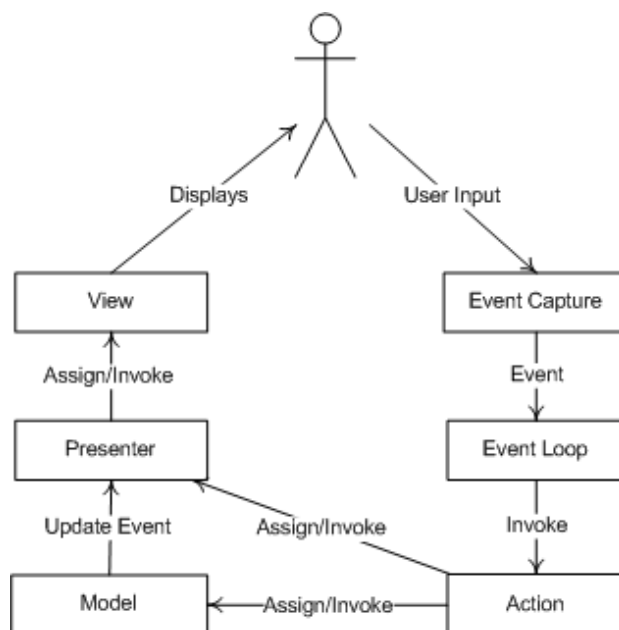 Displays
User Input
View
Event Capture
Assign/Invoke
Event
Presenter
Event Loop
Update Event
Assign/Invoke
Invoke
Model
Assign/Invoke
Action